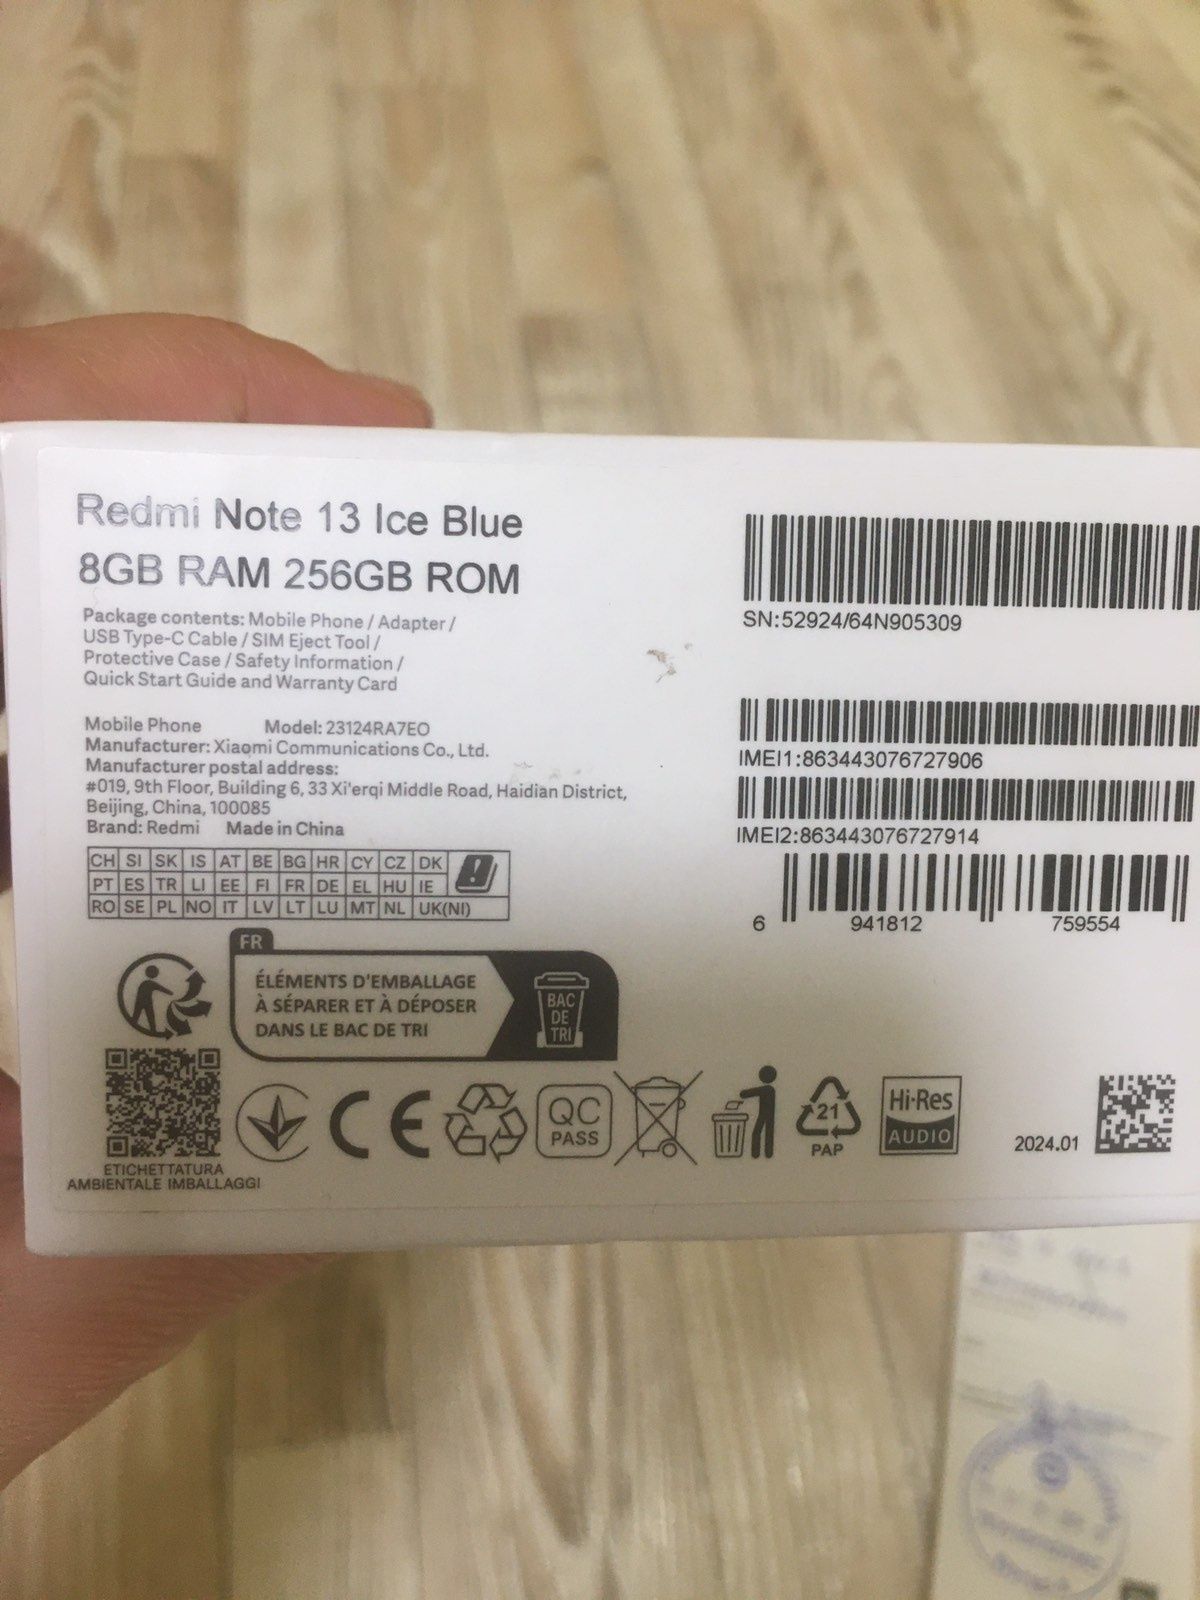 Redmi Note 13 Ice Blue
8GB RAM 256GB ROM
Package contents: Mobile Phone / Adapter /
USB Type-C Cable / SIM Eject Tool /
Protective Case / Safety Information /
Quick Start Guide and Warranty Card
Mobile Phone Model: 23124RA7EO
Manufacturer: Xiaomi Communications Co., Ltd.
Manufacturer postal address:
#019, 9th Floor, Building 6, 33 Xi'erqi Middle Road, Haidian District,
Beijing, China, 100085
Brand: Redmi Made in China
CH SI SK IS AT BE BG HR CY CZ DK
PT ES TR LI EE FI FR DE EL HU IE
RO SE PL NO IT LV LT LU MT NL UK(NI)
SN:52924/64N905309
IMEI1:863443076727906
IMEI2:863443076727914
6 941812 759554
FR
ÉLÉMENTS D'EMBALLAGE
À SÉPARER ET À DÉPOSER
DANS LE BAC DE TRI
BAC
DE
TRI
ETICHETTATURA
AMBIENTALE IMBALLAGGI
CE
QC
PASS
21
PAP
Hi-Res
AUDIO
2024.01